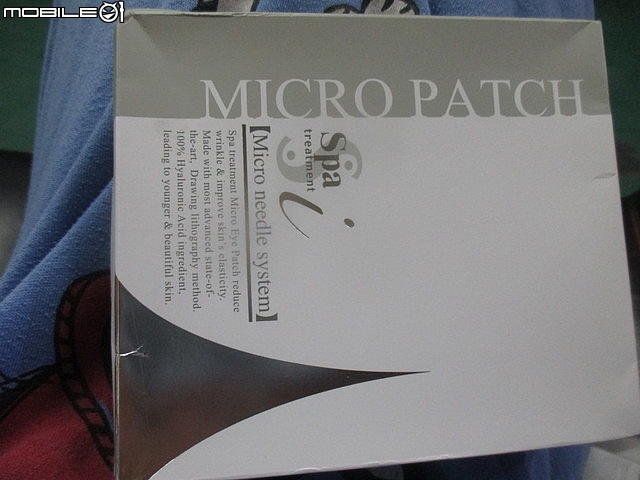 MOBILE01
MICRO PATCH
Spa
treatment
i
【Micro needle system】
Spa treatment Micro Eye Patch reduce
wrinkle & improve skin's elasticity.
Made with most advanced state-of-
the-art, Drawing lithography method.
100% Hyaluronic Acid ingredient,
leading to younger & beautiful skin.